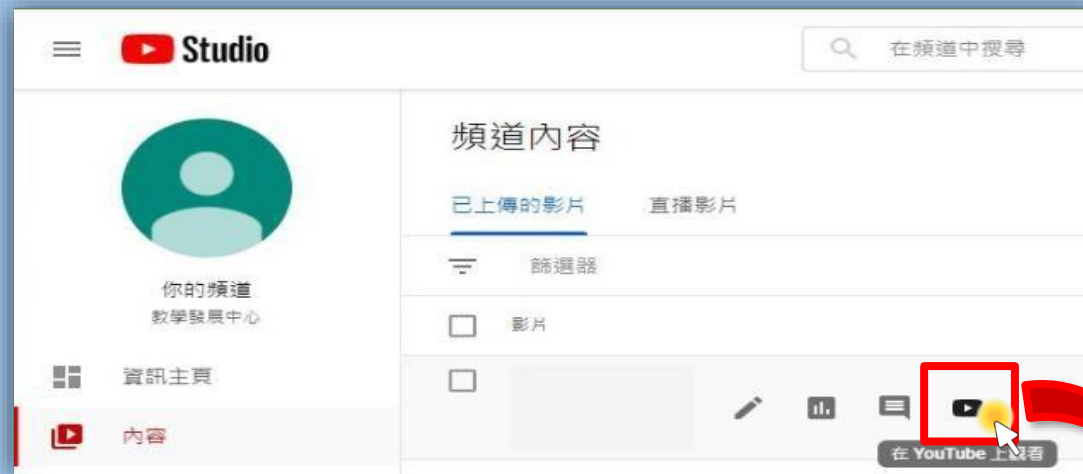 Studio
在頻道中搜尋
頻道內容
已上傳的影片
直播影片
篩選器
影片
你的頻道
教學發展中心
資訊主頁
內容
在 YouTube 上觀看